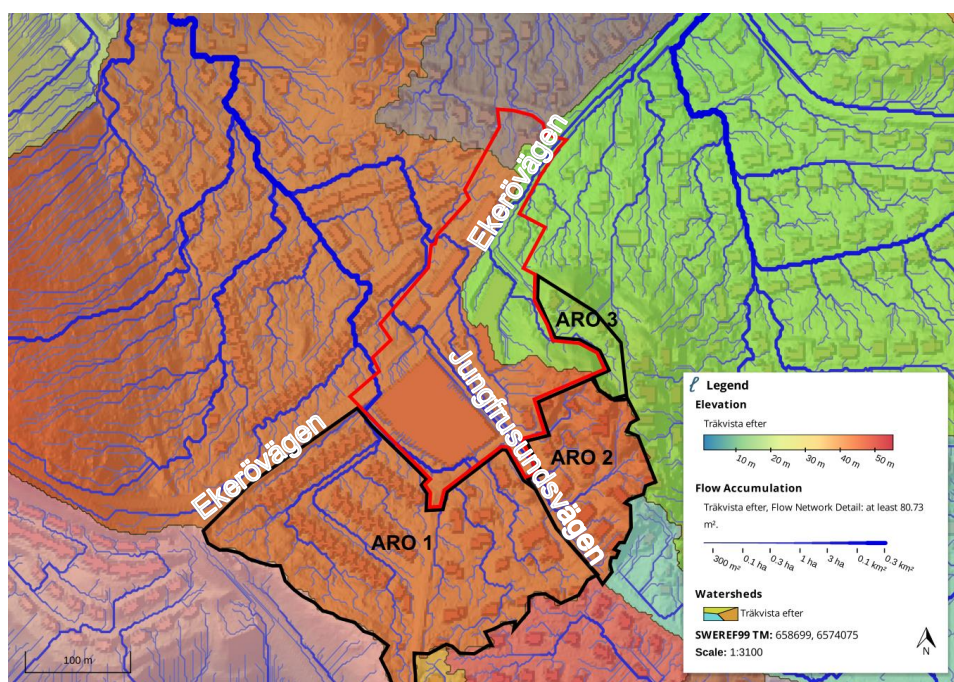 Ekerövägen
ARO 3
Jungfrusundsvägen
Ekerövägen
ARO 2
ARO 1
100 m
Legend
Elevation
Träkvista efter
10 m 20 m 30 m 40 m 50 m
Flow Accumulation
Träkvista efter, Flow Network Detail: at least 80.73
m².
300 m² 0.1 ha 0.3 ha 1 ha 3 ha 0.1 km² 0.3 km²
Watersheds
Träkvista efter
SWEREF99 TM: 658699, 6574075
Scale: 1:3100
N